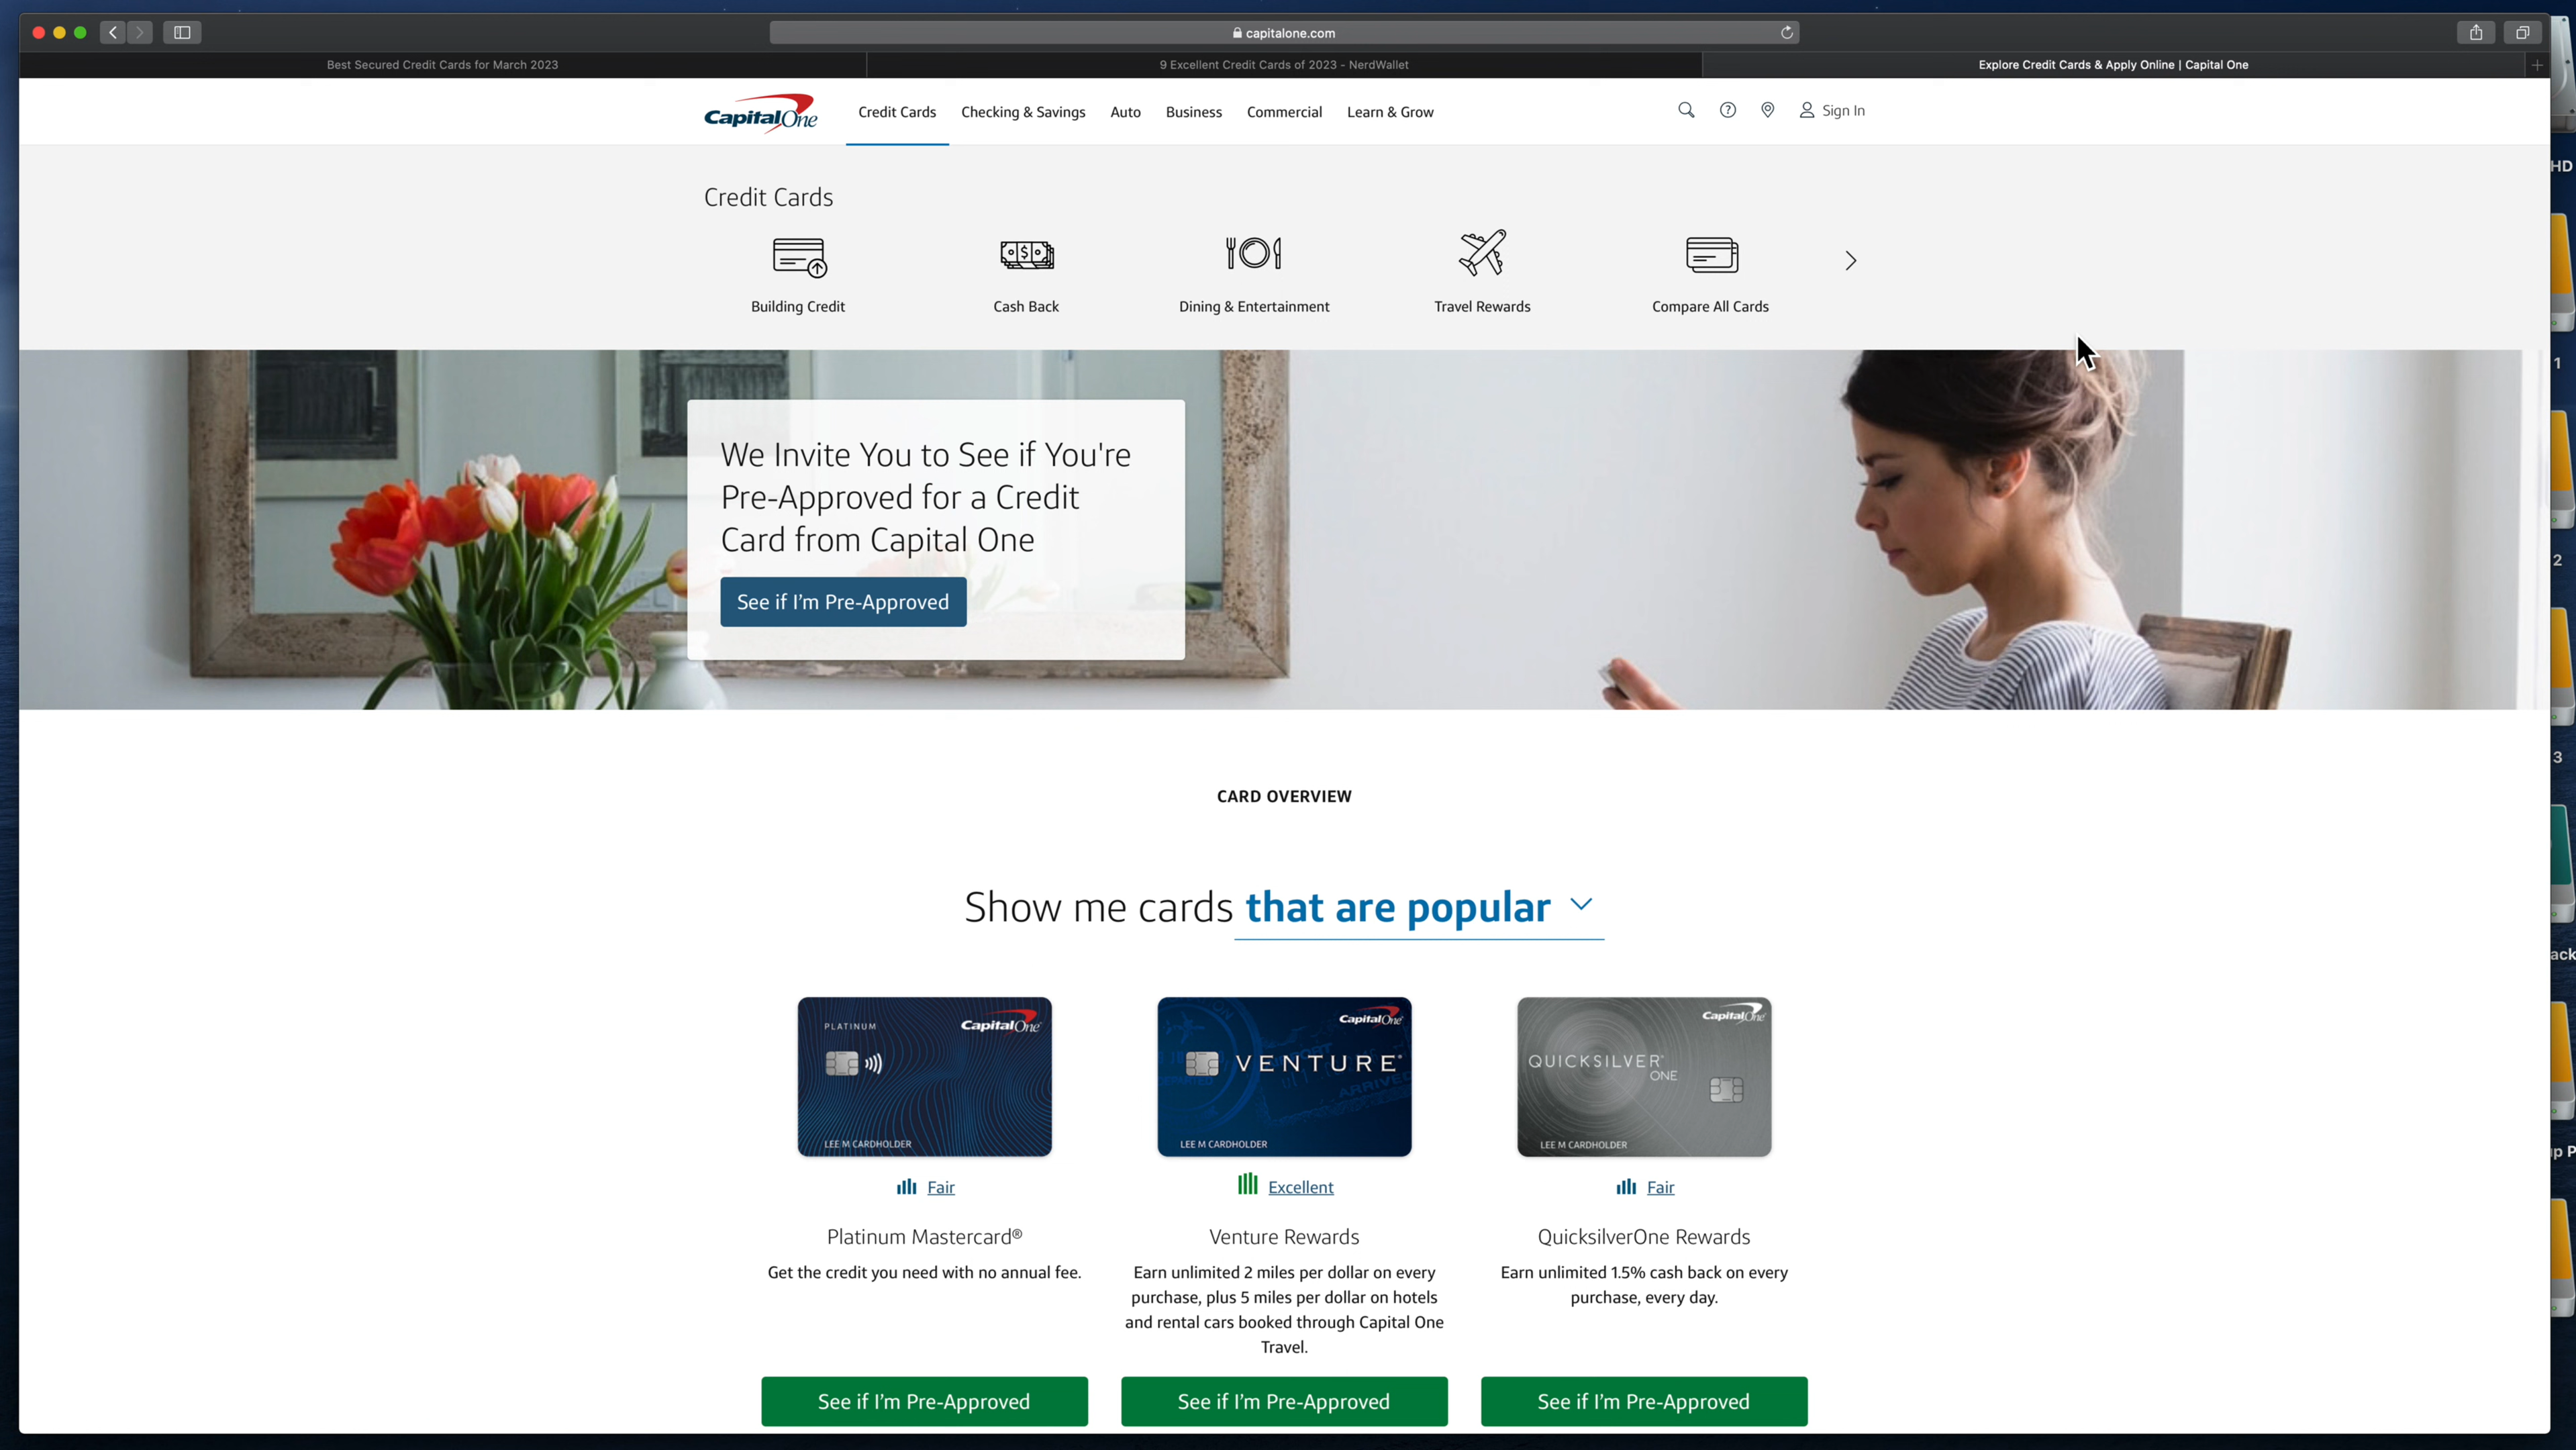 capitalone.com
Best Secured Credit Cards for March 2023
9 Excellent Credit Cards of 2023 - NerdWallet
Explore Credit Cards & Apply Online | Capital One
Capital One
Credit Cards
Checking & Savings
Auto
Business
Commercial
Learn & Grow
Sign In
Credit Cards
Building Credit
Cash Back
Dining & Entertainment
Travel Rewards
Compare All Cards
HD
1
2
3
We Invite You to See if You're
Pre-Approved for a Credit
Card from Capital One
See if I'm Pre-Approved
CARD OVERVIEW
Show me cards that are popular
PLATINUM
Capital One
LEE M CARDHOLDER
Capital One
VENTURE
LEE M CARDHOLDER
Capital One
QUICKSILVER
ONE
LEE M CARDHOLDER
Fair
Excellent
Fair
Platinum Mastercard®
Get the credit you need with no annual fee.
Venture Rewards
Earn unlimited 2 miles per dollar on every
purchase, plus 5 miles per dollar on hotels
and rental cars booked through Capital One
Travel.
QuicksilverOne Rewards
Earn unlimited 1.5% cash back on every
purchase, every day.
See if I'm Pre-Approved
See if I'm Pre-Approved
See if I'm Pre-Approved